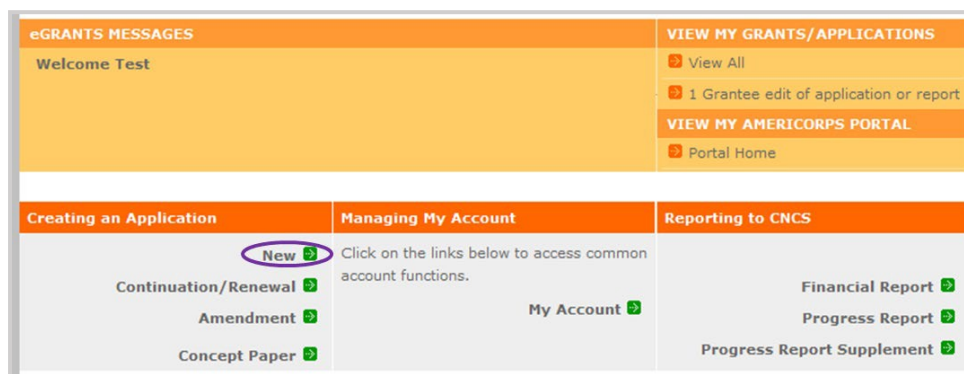 eGRANTS MESSAGES
Welcome Test
VIEW MY GRANTS/APPLICATIONS
View All
1 Grantee edit of application or report
VIEW MY AMERICORPS PORTAL
Portal Home
Creating an Application
New
Continuation/Renewal
Amendment
Concept Paper
Managing My Account
Click on the links below to access common
account functions.
My Account
Reporting to CNCS
Financial Report
Progress Report
Progress Report Supplement